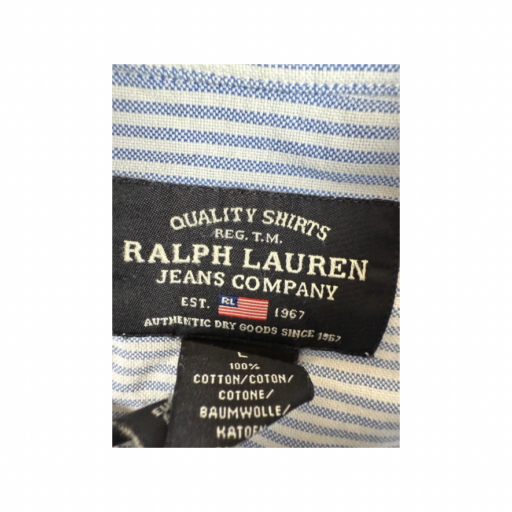 QUALITY SHIRTS
REG. T.M.
RALPH LAUREN
JEANS COMPANY
EST. RL 1967
AUTHENTIC DRY GOODS SINCE 1967
L
100%
COTTON/COTON/
COTONE/
BAUMWOLLE/